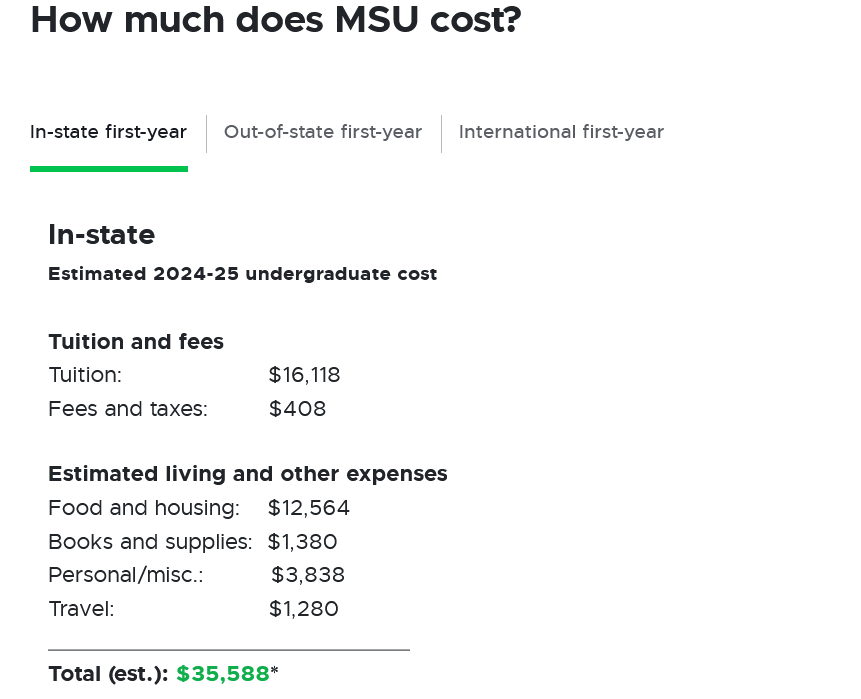 How much does MSU cost?
In-state first-year
Out-of-state first-year
International first-year
In-state
Estimated 2024-25 undergraduate cost
Tuition and fees
Tuition: $16,118
Fees and taxes: $408
Estimated living and other expenses
Food and housing: $12,564
Books and supplies: $1,380
Personal/misc.: $3,838
Travel: $1,280
Total (est.): $35,588*